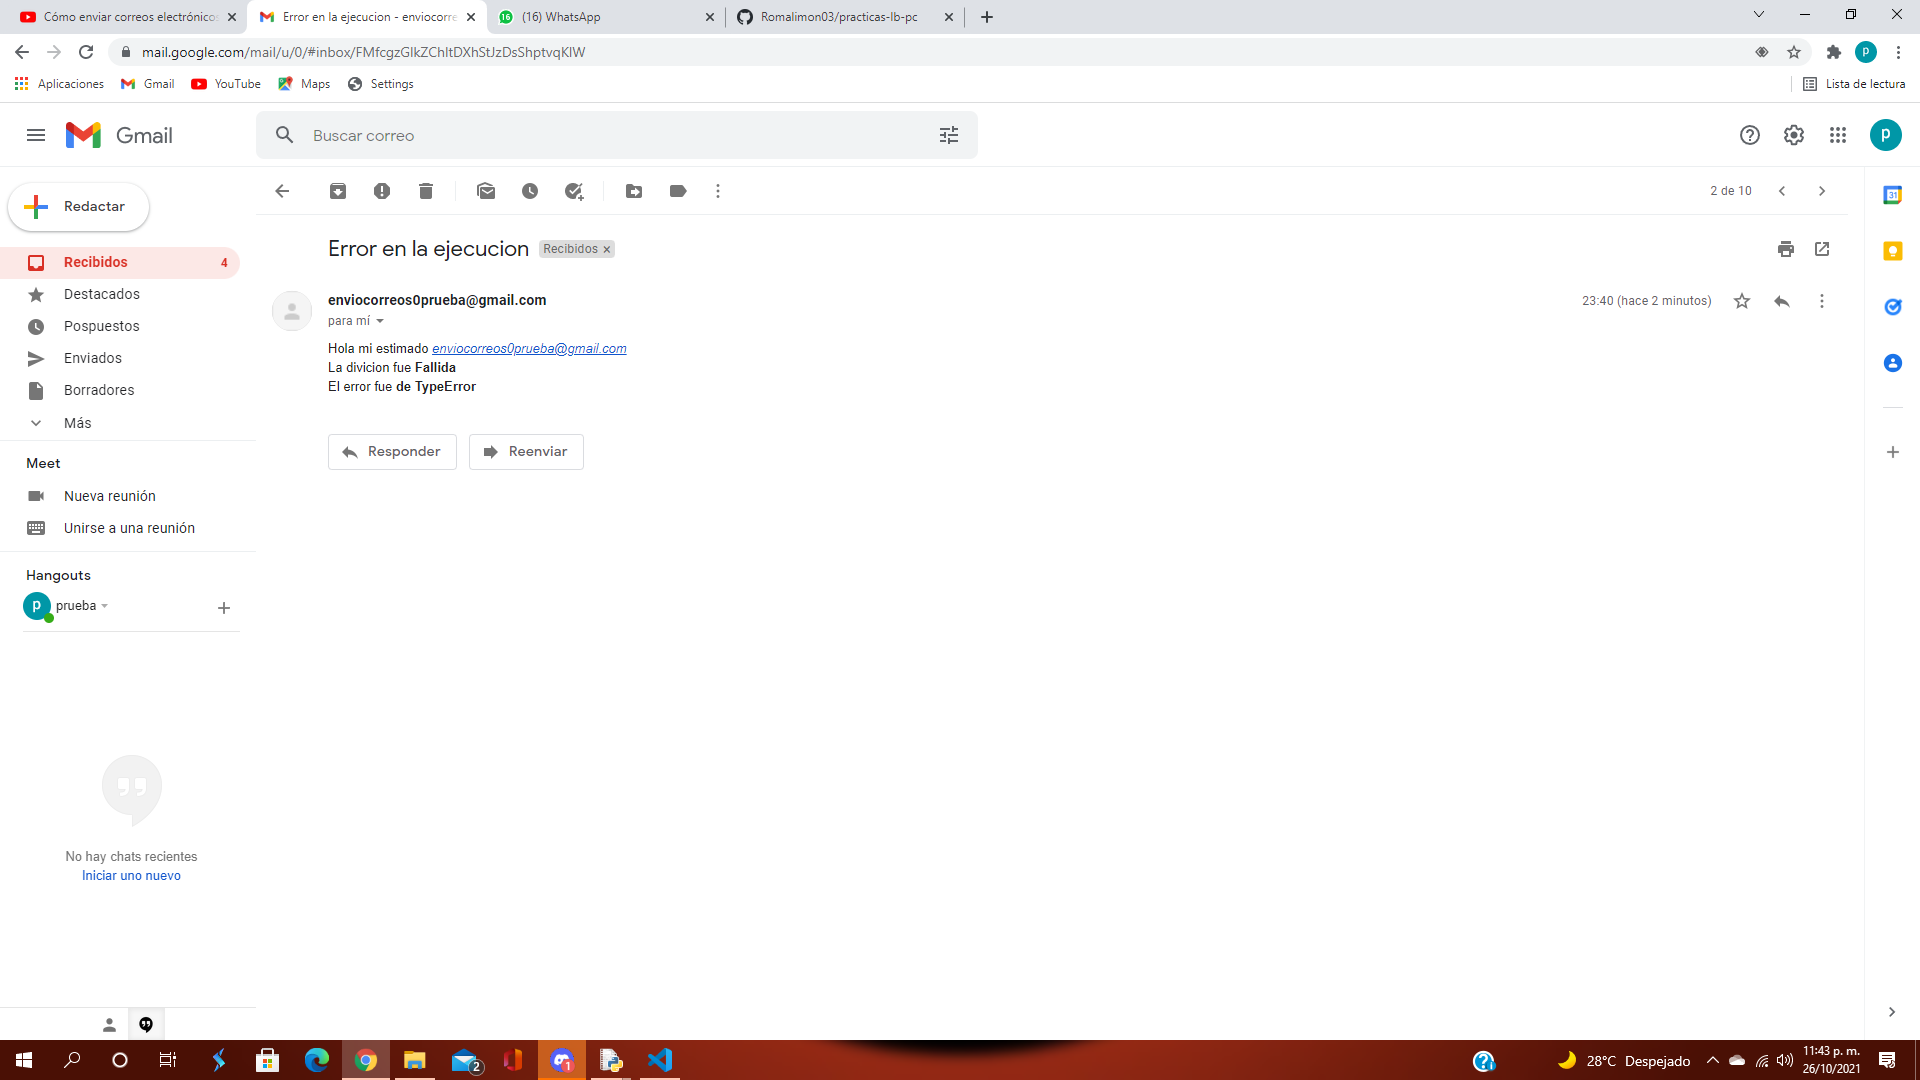 Cómo enviar correos electrónicos
Error en la ejecucion - enviocorre
(16) WhatsApp
Romalimon03/practicas-lb-pc
mail.google.com/mail/u/0/#inbox/FMfcgzGlkZChltDXhStJzDsShptvqKlW
P
Aplicaciones
Gmail
YouTube
Maps
Settings
Lista de lectura
Gmail
Buscar correo
p
Redactar
2 de 10
Error en la ejecucion
Recibidos
Recibidos
4
Destacados
Pospuestos
Enviados
Borradores
Más
enviocorreos0prueba@gmail.com
23:40 (hace 2 minutos)
para mí
Hola mi estimado enviocorreos0prueba@gmail.com
La divicion fue Fallida
El error fue de TypeError
Responder
Reenviar
Meet
Nueva reunión
Unirse a una reunión
Hangouts
p
prueba
No hay chats recientes
Iniciar uno nuevo
2
1
28°C Despejado
11:43 p. m.
26/10/2021